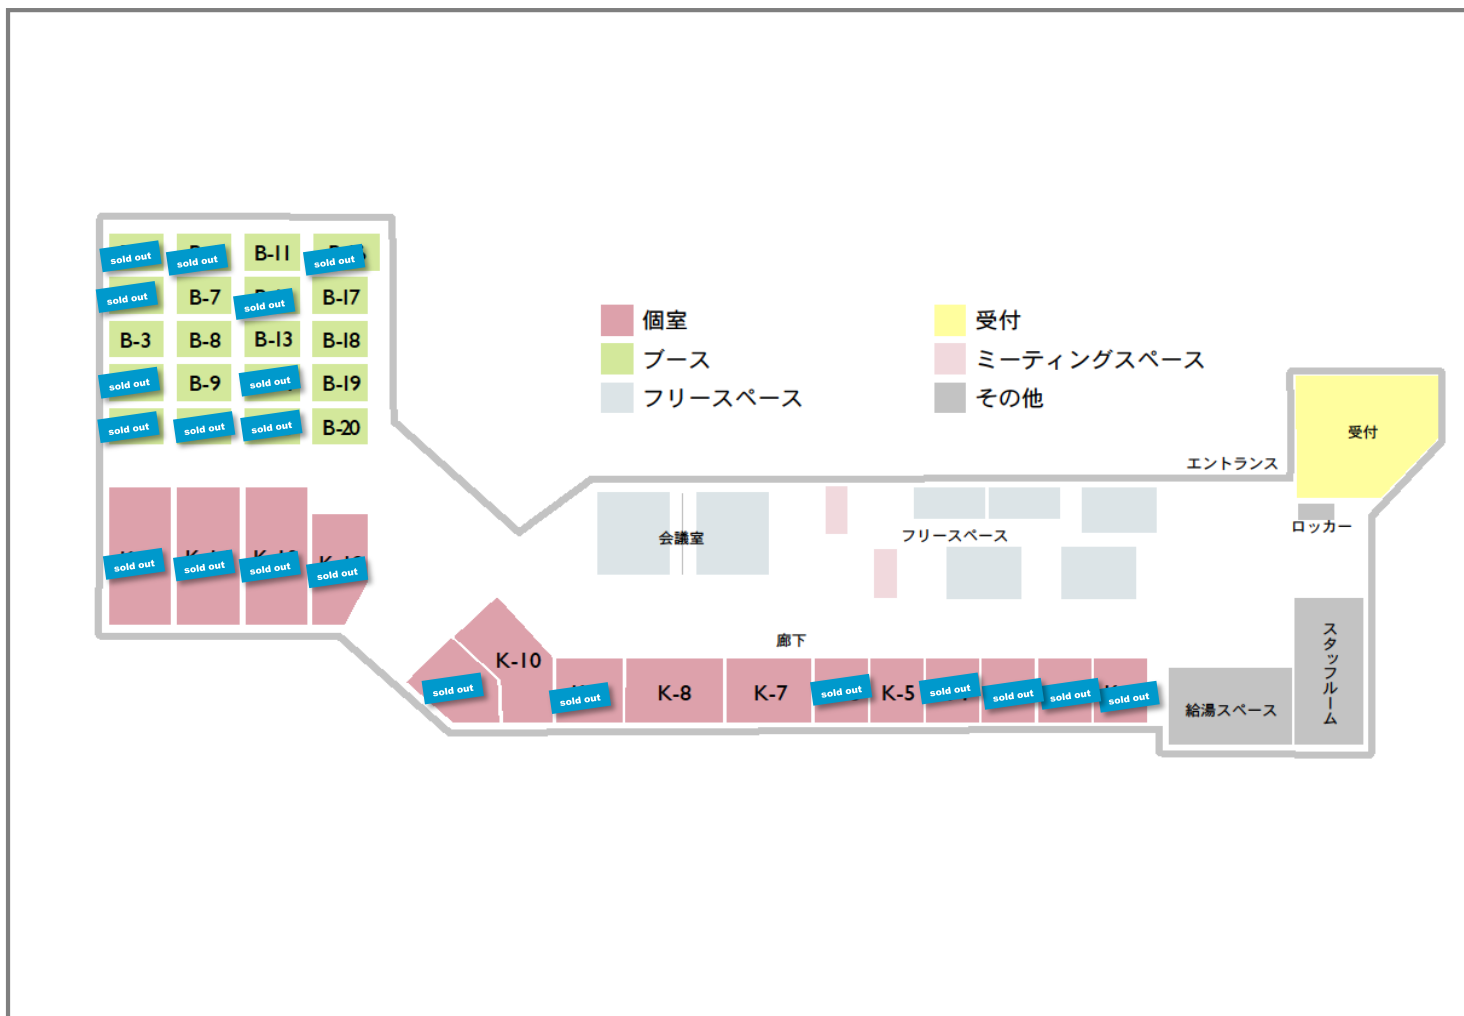 sold out
sold out
B-11
sold out
sold out
B-7
sold out
B-17
B-3
B-8
B-13
B-18
sold out
B-9
sold out
B-19
sold out
sold out
sold out
B-20
個室
ブース
フリースペース
受付
ミーティングスペース
その他
受付
エントランス
ロッカー
会議室
フリースペース
sold out
sold out
sold out
sold out
廊下
スタッフルーム
sold out
K-10
sold out
K-8
K-7
sold out
K-5
sold out
sold out
sold out
sold out
給湯スペース